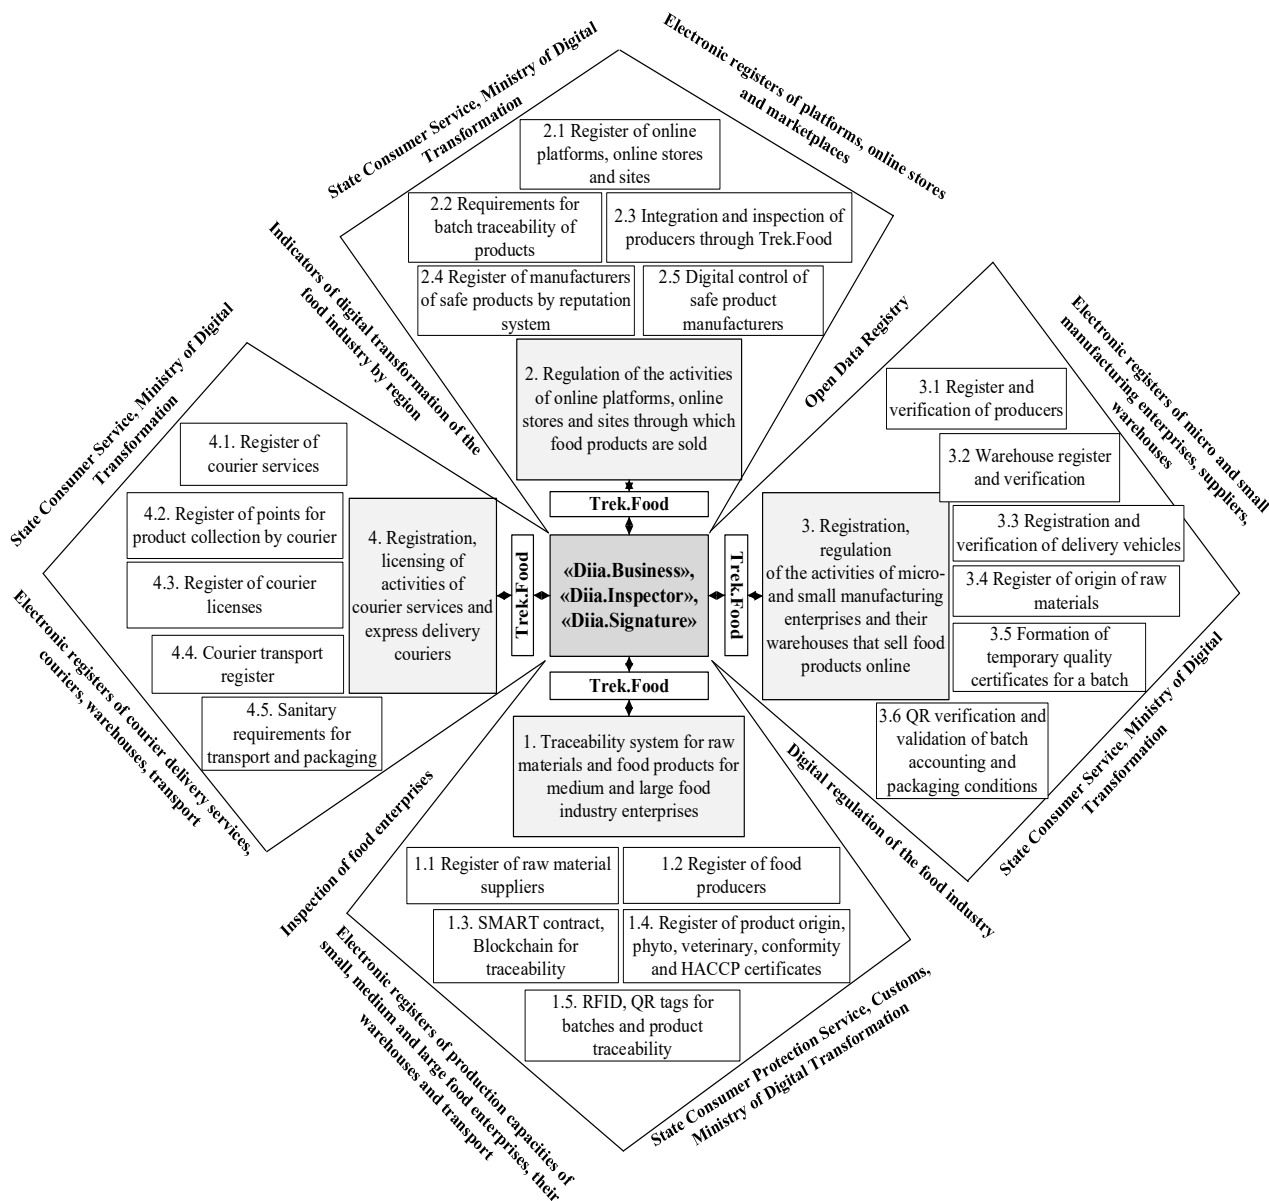 State Consumer Service, Ministry of Digital
Transformation
Electronic registers of platforms, online stores
and marketplaces
2.1 Register of online
platforms, online stores
and sites
2.2 Requirements for
batch traceability of
products
2.3 Integration and inspection of
producers through Trek.Food
2.4 Register of manufacturers
of safe products by reputation
system
2.5 Digital control of
safe product
manufacturers
2. Regulation of the activities
of online platforms, online
stores and sites through which
food products are sold
Indicators of digital transformation of the
food industry by region
Open Data Registry
State Consumer Service, Ministry of Digital
Transformation
4.1. Register of
courier services
4.2. Register of points for
product collection by courier
4.3. Register of courier
licenses
4.4. Courier transport
register
4.5. Sanitary
requirements for
transport and packaging
4. Registration,
licensing of
activities of
courier services and
express delivery
couriers
Electronic registers of courier delivery services,
couriers, warehouses, transport
Trek.Food
Trek.Food
«Diia.Business»,
«Diia.Inspector»,
«Diia.Signature»
Trek.Food
Trek.Food
Electronic registers of micro and small
manufacturing enterprises, suppliers,
warehouses
3.1 Register and
verification of producers
3.2 Warehouse register
and verification
3.3 Registration and
verification of delivery vehicles
3.4 Register of origin of raw
materials
3.5 Formation of
temporary quality
certificates for a batch
3.6 QR verification and
validation of batch
accounting and
packaging conditions
3. Registration,
regulation
of the activities of micro-
and small manufacturing
enterprises and their
warehouses that sell food
products online
State Consumer Service, Ministry of Digital
Transformation
Inspection of food enterprises
Digital regulation of the food industry
1. Traceability system for raw
materials and food products for
medium and large food
industry enterprises
1.1 Register of raw material
suppliers
1.2 Register of food
producers
1.3. SMART contract,
Blockchain for
traceability
1.4. Register of product origin,
phyto, veterinary, conformity
and HACCP certificates
1.5. RFID, QR tags for
batches and product
traceability
Electronic registers of production capacities of
small, medium and large food enterprises, their
warehouses and transport
State Consumer Protection Service, Customs,
Ministry of Digital Transformation